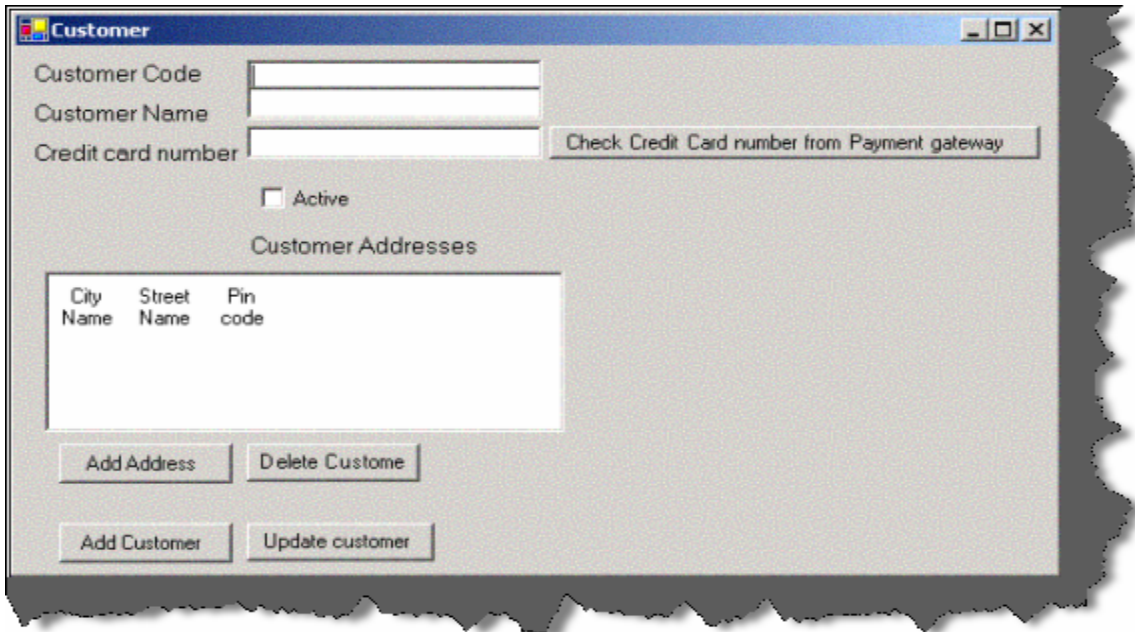 Customer
Customer Code
Customer Name
Credit card number
Check Credit Card number from Payment gateway
Active
Customer Addresses
City Street Pin
Name Name code
Add Address Delete Custome
Add Customer Update customer